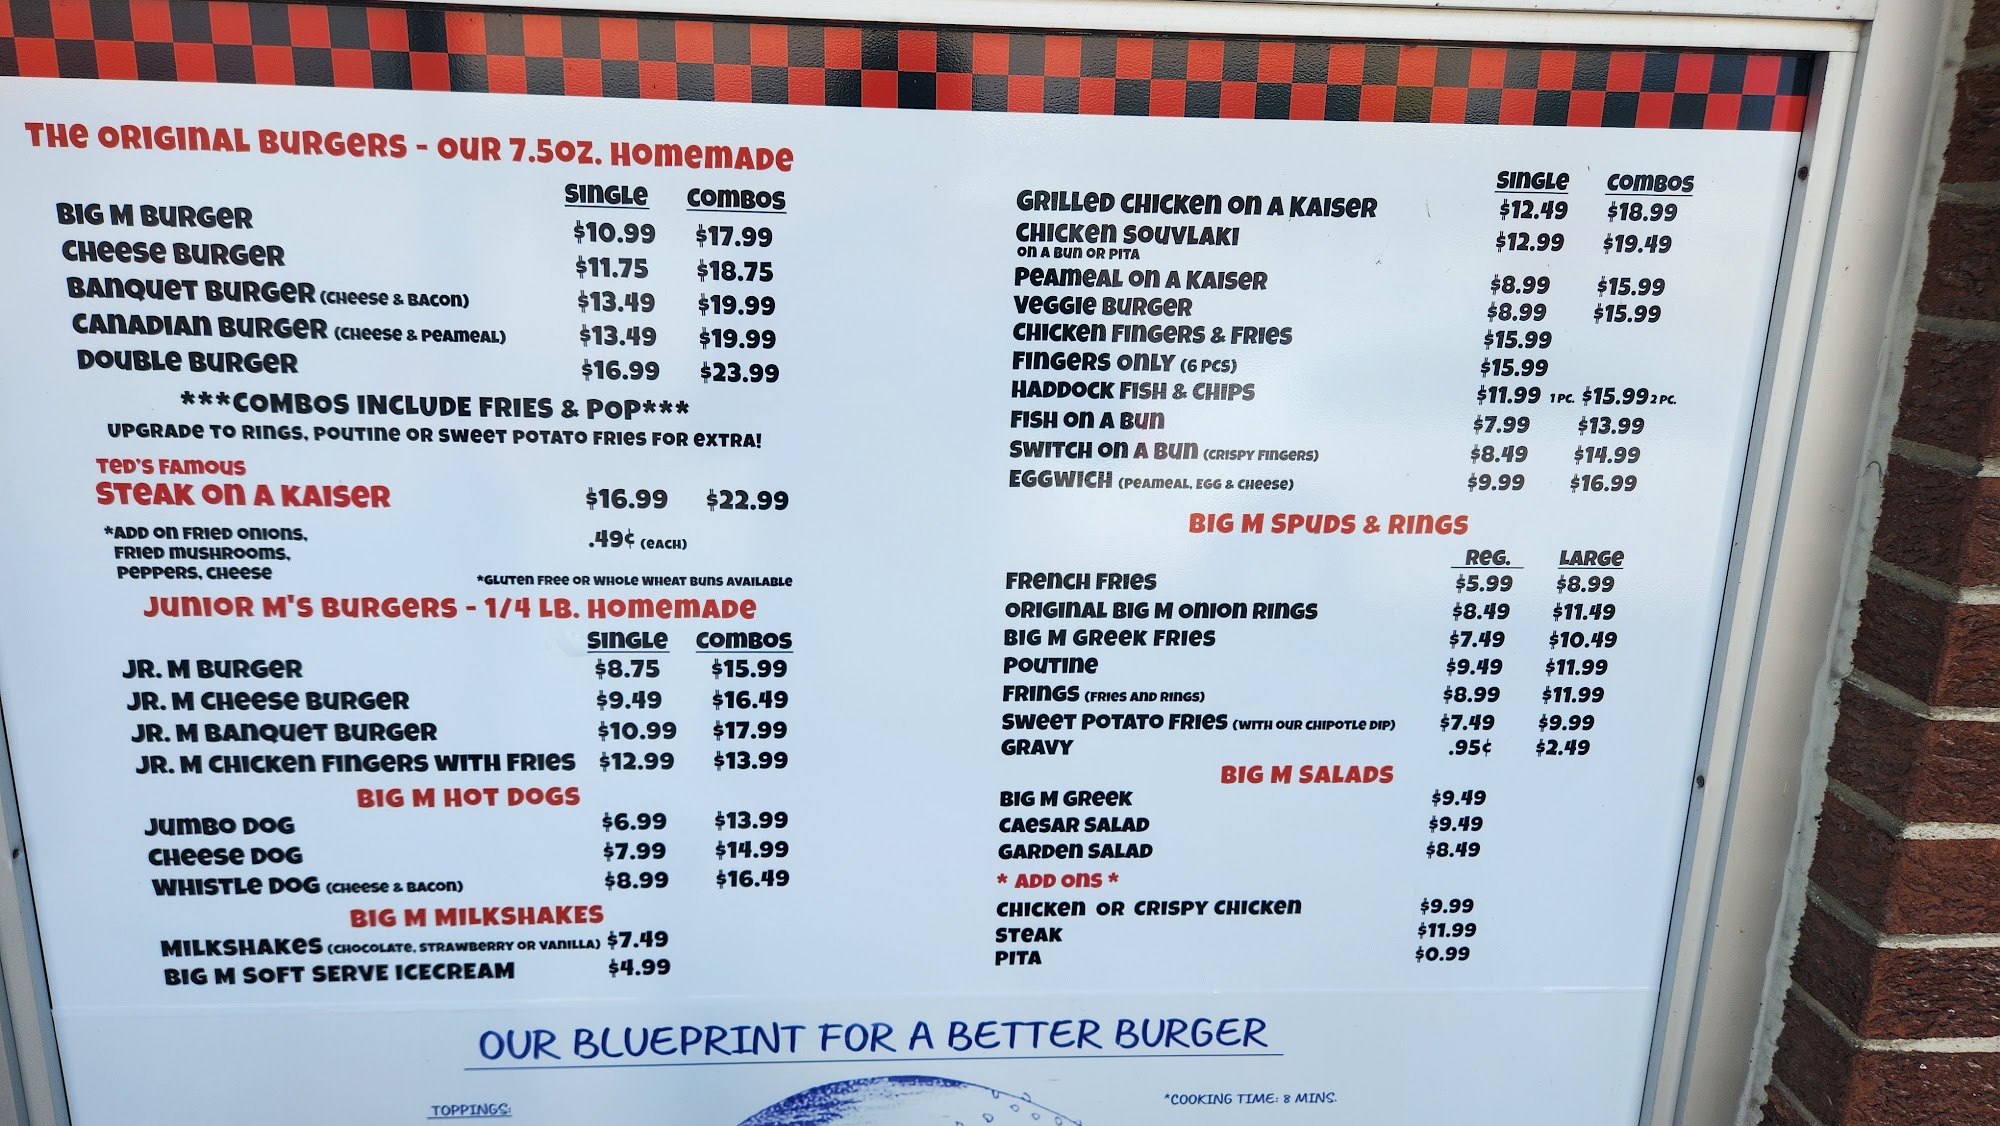 THE ORIGINAL BURGERS - OUR 7.5OZ. HOMEMADE
SINGLE COMBOS
BIG M BURGER $10.99 $17.99
CHEESE BURGER $11.75 $18.75
BANQUET BURGER (CHEESE & BACON) $13.49 $19.99
CANADIAN BURGER (CHEESE & PEAMEAL) $13.49 $19.99
DOUBLE BURGER $16.99 $23.99
***COMBOS INCLUDE FRIES & POP***
UPGRADE TO RINGS, POUTINE OR SWEET POTATO FRIES FOR EXTRA!
TED'S FAMOUS
STEAK ON A KAISER $16.99 $22.99
*ADD ON FRIED ONIONS, .49¢ (EACH)
FRIED MUSHROOMS,
PEPPERS, CHEESE
*GLUTEN FREE OR WHOLE WHEAT BUNS AVAILABLE
JUNIOR M'S BURGERS - 1/4 LB. HOMEMADE
SINGLE COMBOS
JR. M BURGER $8.75 $15.99
JR. M CHEESE BURGER $9.49 $16.49
JR. M BANQUET BURGER $10.99 $17.99
JR. M CHICKEN FINGERS WITH FRIES $12.99 $13.99
BIG M HOT DOGS
JUMBO DOG $6.99 $13.99
CHEESE DOG $7.99 $14.99
WHISTLE DOG (CHEESE & BACON) $8.99 $16.49
BIG M MILKSHAKES
MILKSHAKES (CHOCOLATE, STRAWBERRY OR VANILLA) $7.49
BIG M SOFT SERVE ICECREAM $4.99
SINGLE COMBOS
GRILLED CHICKEN ON A KAISER $12.49 $18.99
CHICKEN SOUVLAKI $12.99 $19.49
ON A BUN OR PITA
PEAMEAL ON A KAISER $8.99 $15.99
VEGGIE BURGER $8.99 $15.99
CHICKEN FINGERS & FRIES $15.99
FINGERS ONLY (6 PCS) $15.99
HADDOCK FISH & CHIPS $11.99 1 PC. $15.99 2 PC.
FISH ON A BUN $7.99 $13.99
SWITCH ON A BUN (CRISPY FINGERS) $8.49 $14.99
EGGWICH (PEAMEAL, EGG & CHEESE) $9.99 $16.99
BIG M SPUDS & RINGS
REG. LARGE
FRENCH FRIES $5.99 $8.99
ORIGINAL BIG M ONION RINGS $8.49 $11.49
BIG M GREEK FRIES $7.49 $10.49
POUTINE $9.49 $11.99
FRINGS (FRIES AND RINGS) $8.99 $11.99
SWEET POTATO FRIES (WITH OUR CHIPOTLE DIP) $7.49 $9.99
GRAVY .95¢ $2.49
BIG M SALADS
BIG M GREEK $9.49
CAESAR SALAD $9.49
GARDEN SALAD $8.49
* ADD ONS *
CHICKEN OR CRISPY CHICKEN $9.99
STEAK $11.99
PITA $0.99
OUR BLUEPRINT FOR A BETTER BURGER
TOPPINGS:
*COOKING TIME: 8 MINS.